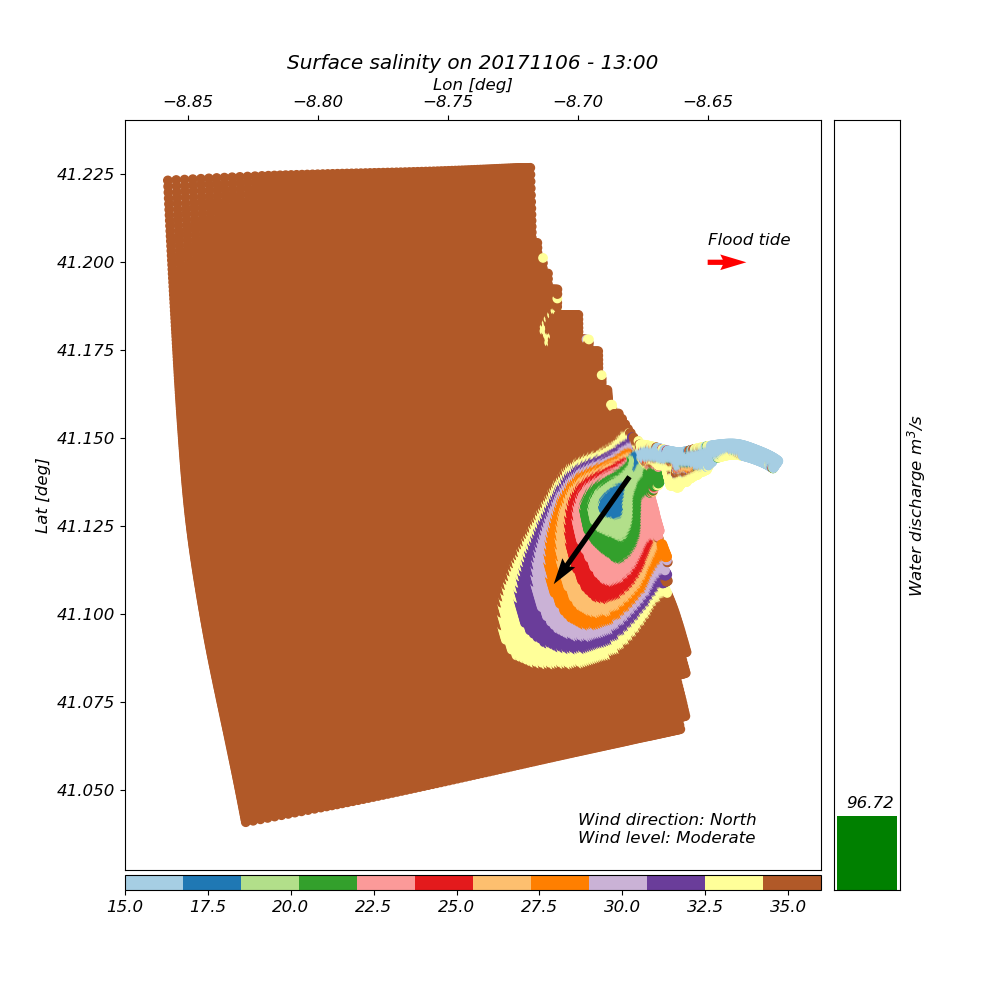 Surface salinity on 20171106 - 13:00
Lon [deg]
−8.85 −8.80 −8.75 −8.70 −8.65
41.225
41.200
41.175
41.150
41.125
41.100
41.075
41.050
Lat [deg]
Flood tide
Wind direction: North
Wind level: Moderate
96.72
Water discharge m³/s
15.0 17.5 20.0 22.5 25.0 27.5 30.0 32.5 35.0